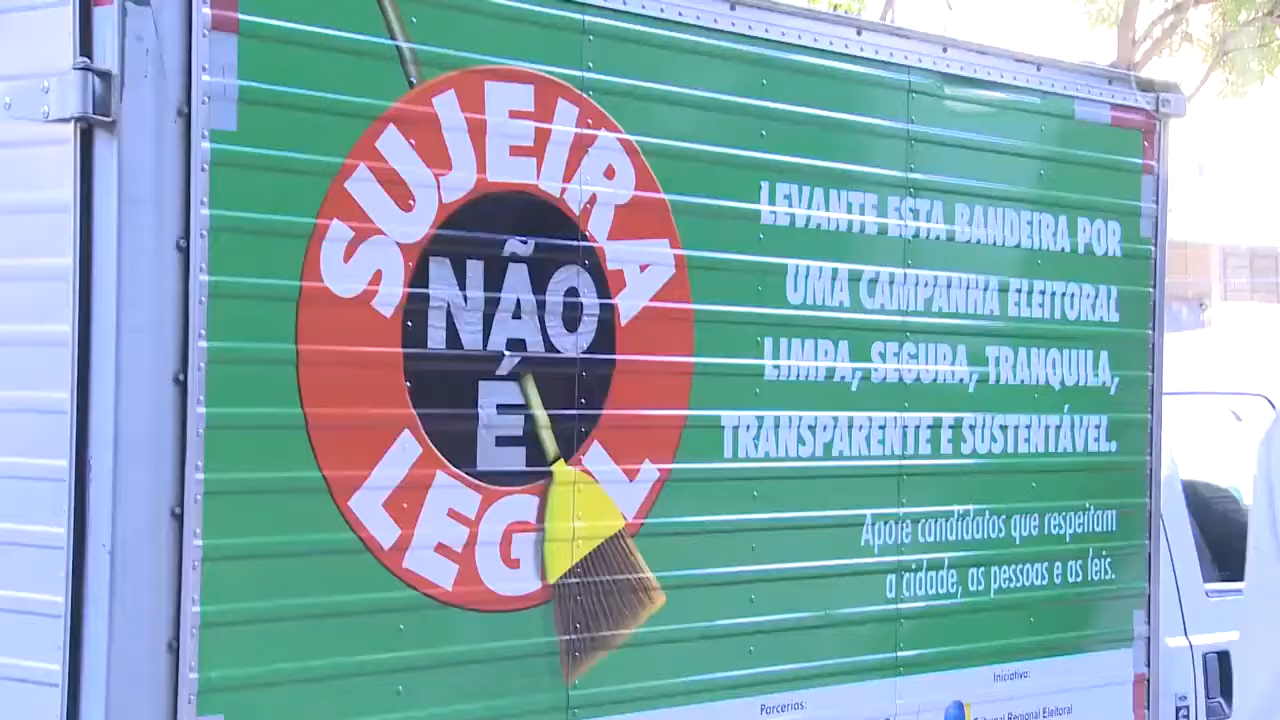 SUJEIRA
NÃO
É
LEGAL
LEVANTE ESTA BANDEIRA POR
UMA CAMPANHA ELEITORAL
LIMPA, SEGURA, TRANQUILA,
TRANSPARENTE E SUSTENTÁVEL.
Apoie candidatos que respeitam
a cidade, as pessoas e as leis.
Parcerias:
Iniciativa:
Tribunal Regional Eleitoral